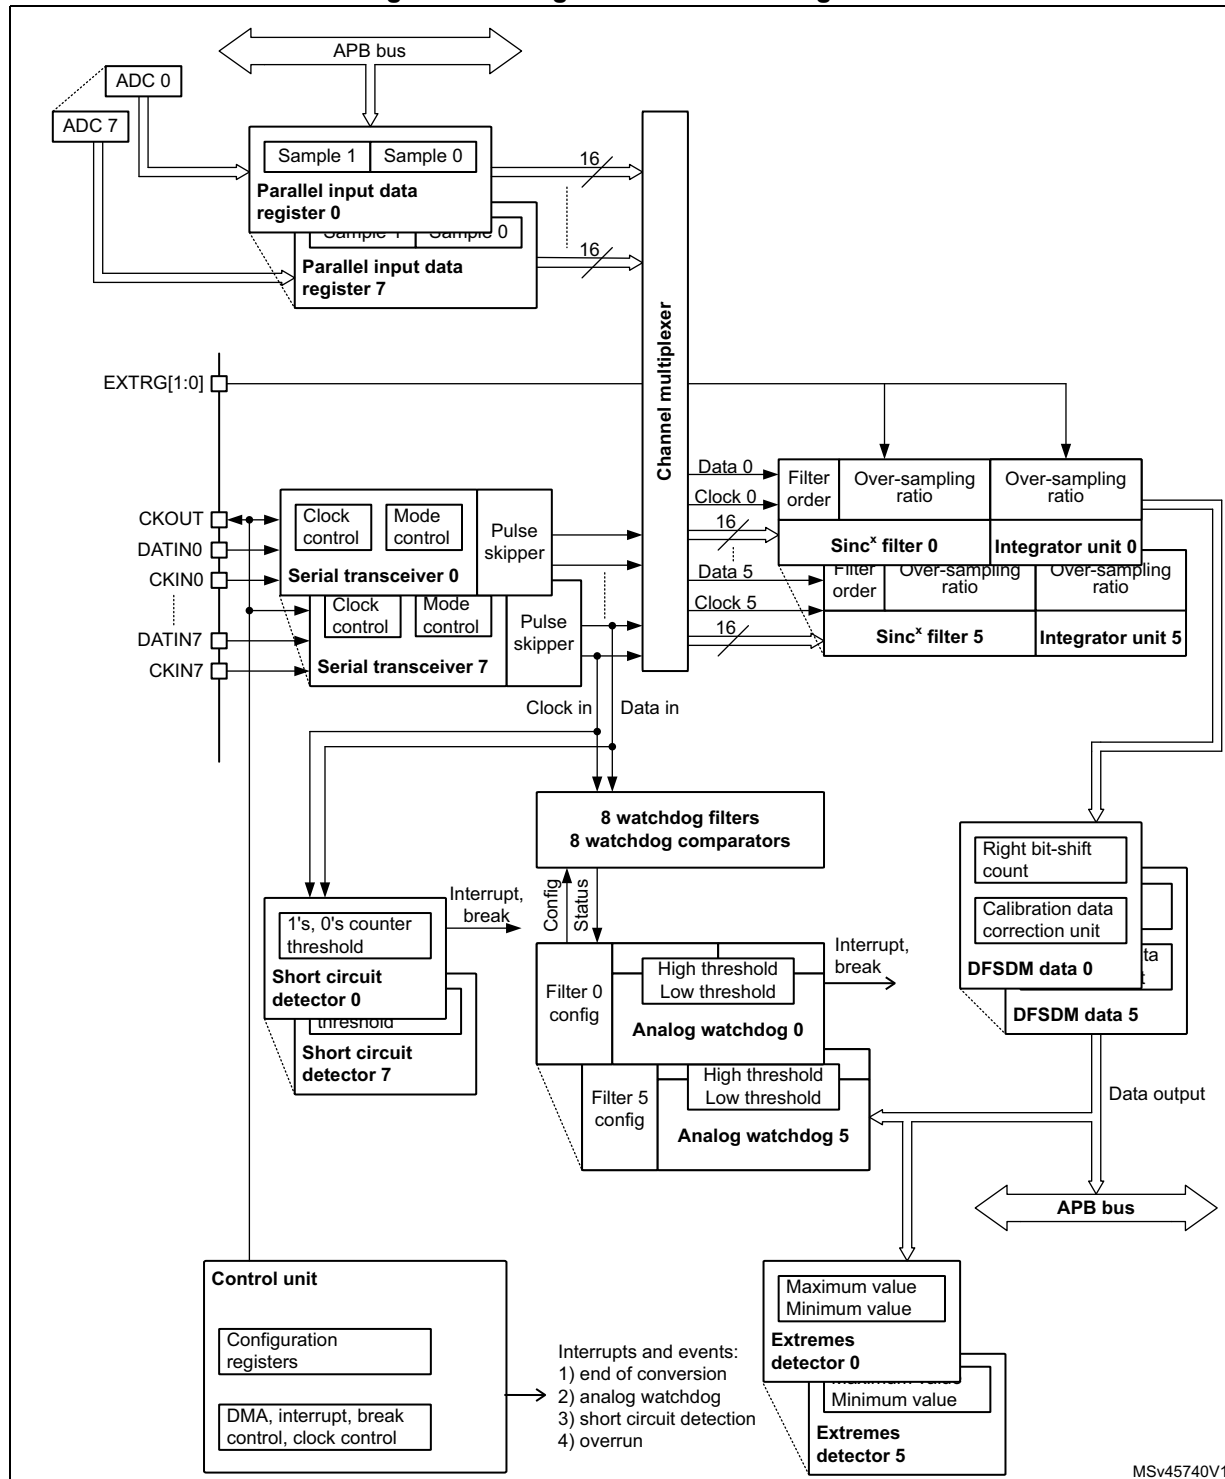 APB bus
ADC 0
ADC 7
Sample 1 Sample 0
Parallel input data
register 0
Sample 1 Sample 0
Parallel input data
register 7
16
16
Channel multiplexer
EXTRG[1:0]
CKOUT
DATIN0
CKIN0
DATIN7
CKIN7
Clock
control
Mode
control
Pulse
skipper
Serial transceiver 0
Clock
control
Mode
control
Pulse
skipper
Serial transceiver 7
Clock in
Data in
Data 0
Clock 0
16
Data 5
Clock 5
16
Filter
order
Over-sampling
ratio
Over-sampling
ratio
Sincˣ filter 0
Integrator unit 0
Filter
order
Over-sampling
ratio
Over-sampling
ratio
Sincˣ filter 5
Integrator unit 5
8 watchdog filters
8 watchdog comparators
Config
Status
1's, 0's counter
threshold
Short circuit
detector 0
threshold
Short circuit
detector 7
Interrupt,
break
Filter 0
config
High threshold
Low threshold
Analog watchdog 0
Interrupt,
break
Filter 5
config
High threshold
Low threshold
Analog watchdog 5
Right bit-shift
count
Calibration data
correction unit
DFSDM data 0
DFSDM data 5
Data output
APB bus
Control unit
Configuration
registers
DMA, interrupt, break
control, clock control
Interrupts and events:
1) end of conversion
2) analog watchdog
3) short circuit detection
4) overrun
Maximum value
Minimum value
Extremes
detector 0
Maximum value
Minimum value
Extremes
detector 5
MSv45740V1